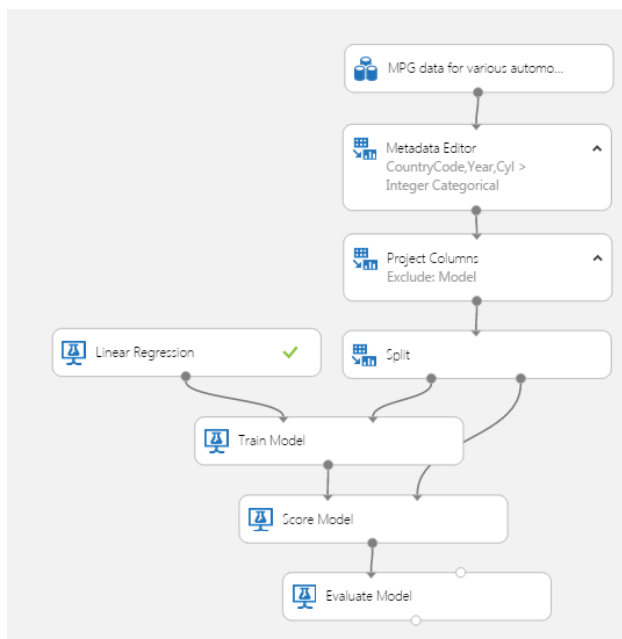 MPG data for various automo...
Metadata Editor
CountryCode,Year,Cyl >
Integer Categorical
Project Columns
Exclude: Model
Linear Regression
Split
Train Model
Score Model
Evaluate Model